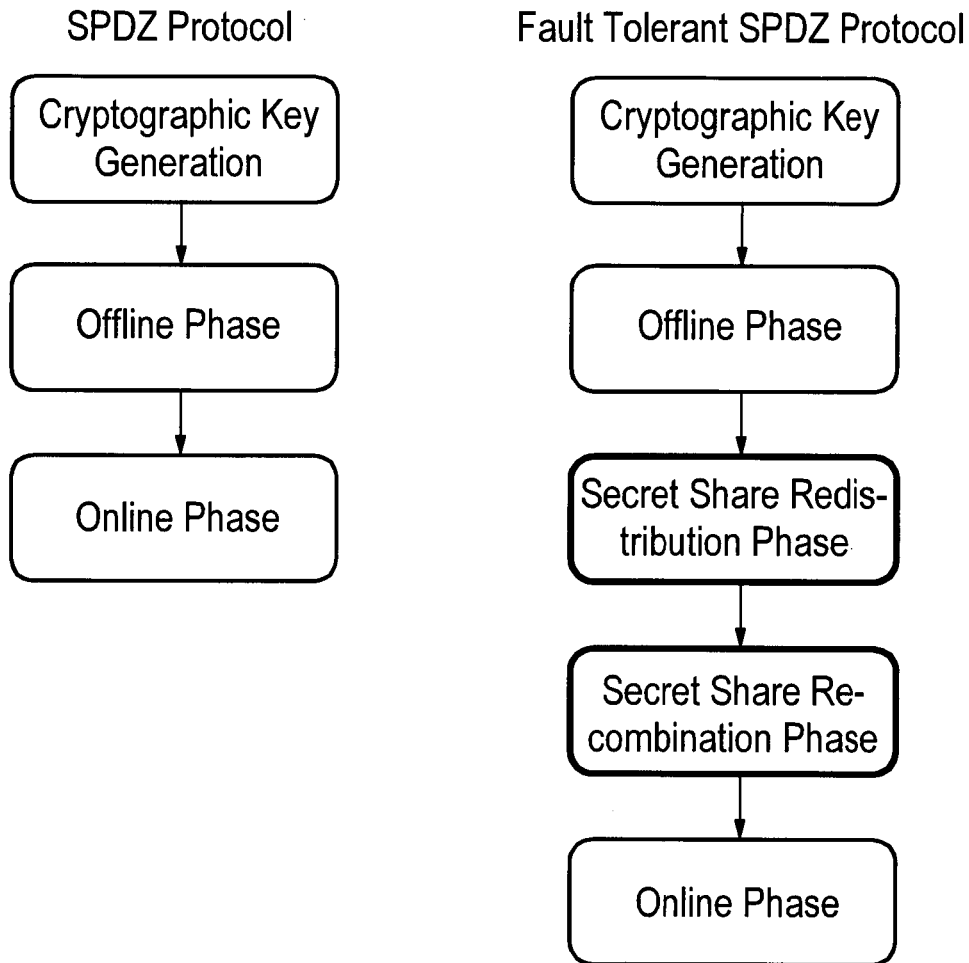 SPDZ Protocol
Cryptographic Key
Generation
Offline Phase
Online Phase
Fault Tolerant SPDZ Protocol
Cryptographic Key
Generation
Offline Phase
Secret Share Redis-
tribution Phase
Secret Share Re-
combination Phase
Online Phase